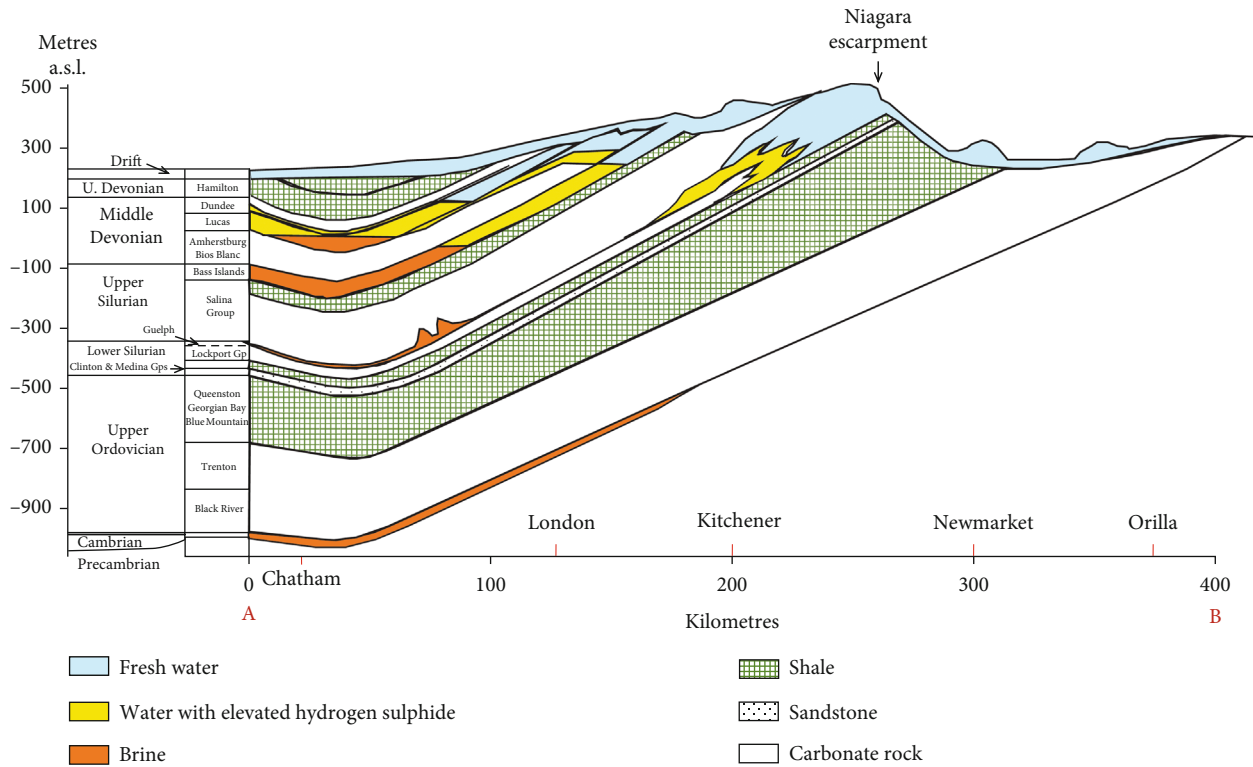 Niagara
escarpment
Metres
a.s.l.
500
300
100
–100
–300
–500
–700
–900
Drift
U. Devonian
Hamilton
Middle
Devonian
Dundee
Lucas
Amherstburg
Bios Blanc
Upper
Silurian
Bass Islands
Salina
Group
Guelph
Lower Silurian
Lockport Gp
Clinton & Medina Gps
Upper
Ordovician
Queenston
Georgian Bay
Blue Mountain
Trenton
Black River
Cambrian
Precambrian
London
Kitchener
Newmarket
Orilla
Chatham
0
100
200
300
400
A
Kilometres
B
Fresh water
Water with elevated hydrogen sulphide
Brine
Shale
Sandstone
Carbonate rock